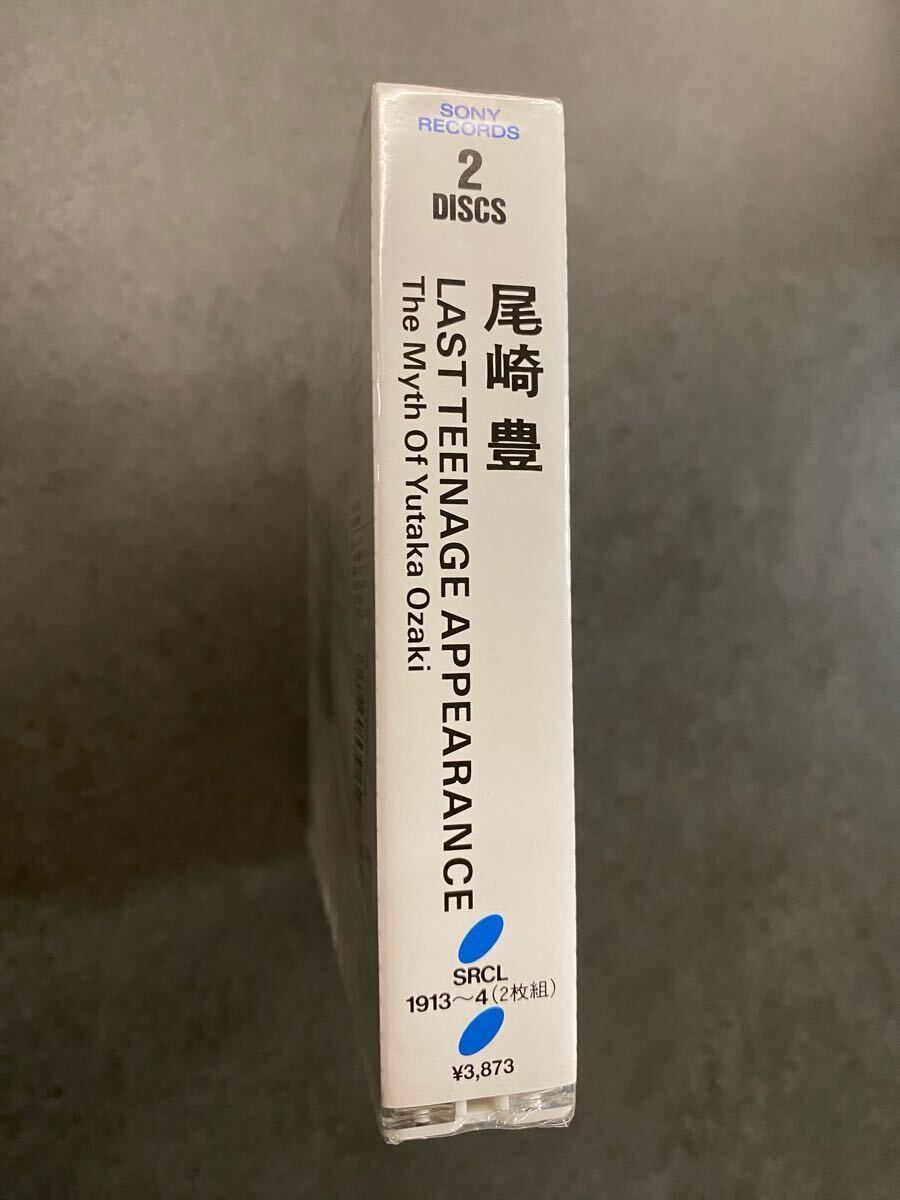 SONY
RECORDS
2
DISCS
尾崎 豊
LAST TEENAGE APPEARANCE
The Myth Of Yutaka Ozaki
SRCL
1913～4(2枚組)
¥3,873